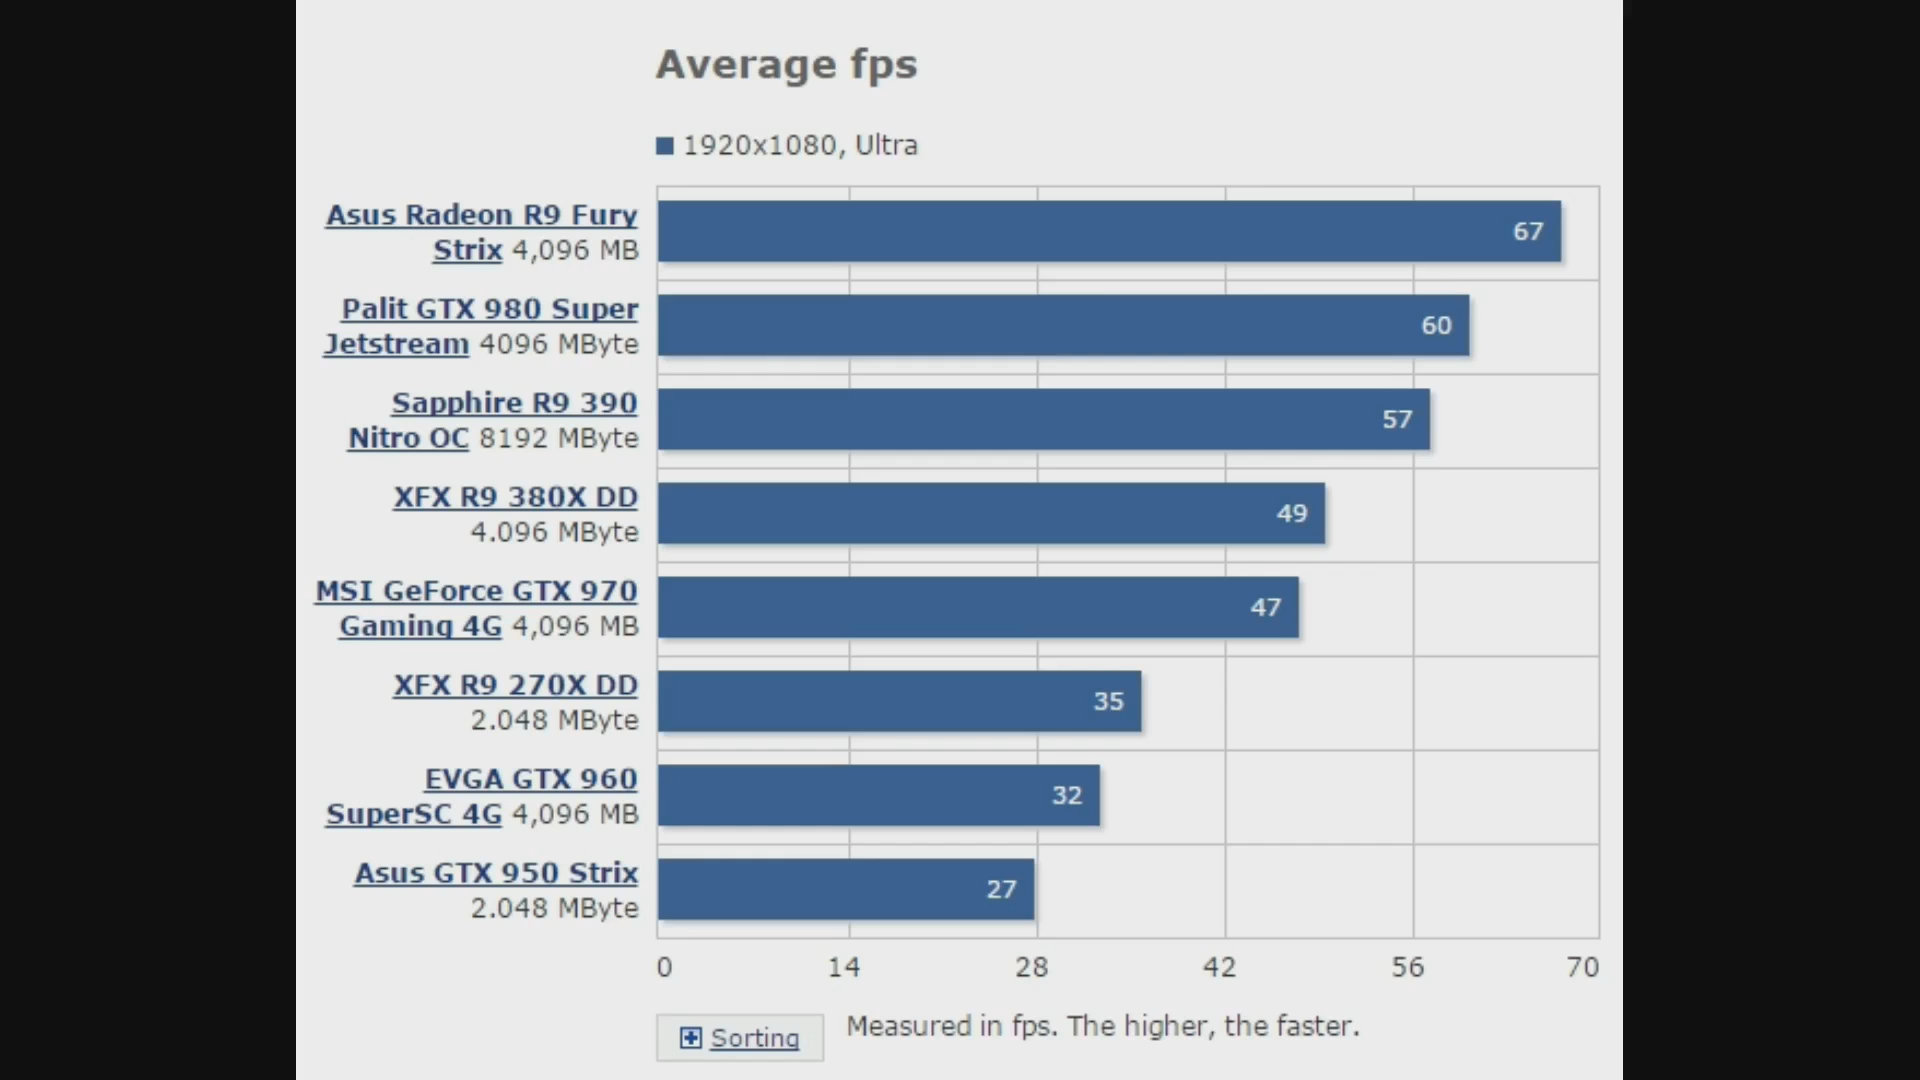 Average fps
1920x1080, Ultra
Asus Radeon R9 Fury
Strix 4,096 MB
67
Palit GTX 980 Super
Jetstream 4096 MByte
60
Sapphire R9 390
Nitro OC 8192 MByte
57
XFX R9 380X DD
4.096 MByte
49
MSI GeForce GTX 970
Gaming 4G 4,096 MB
47
XFX R9 270X DD
2.048 MByte
35
EVGA GTX 960
SuperSC 4G 4,096 MB
32
Asus GTX 950 Strix
2.048 MByte
27
0 14 28 42 56 70
Sorting
Measured in fps. The higher, the faster.